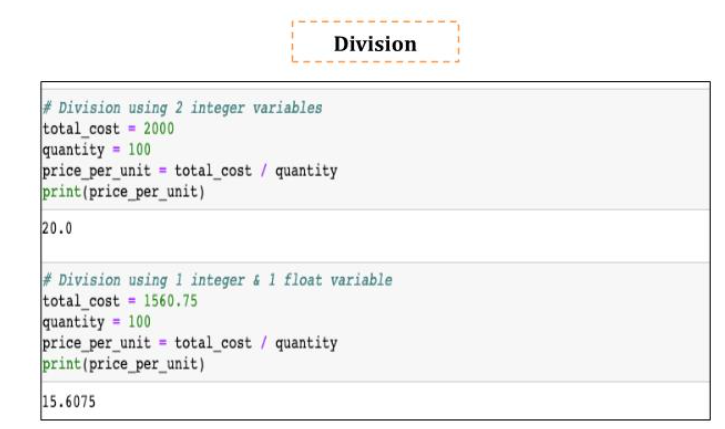 Division
# Division using 2 integer variables
total_cost = 2000
quantity = 100
price_per_unit = total_cost / quantity
print(price_per_unit)
20.0
# Division using 1 integer & 1 float variable
total_cost = 1560.75
quantity = 100
price_per_unit = total_cost / quantity
print(price_per_unit)
15.6075